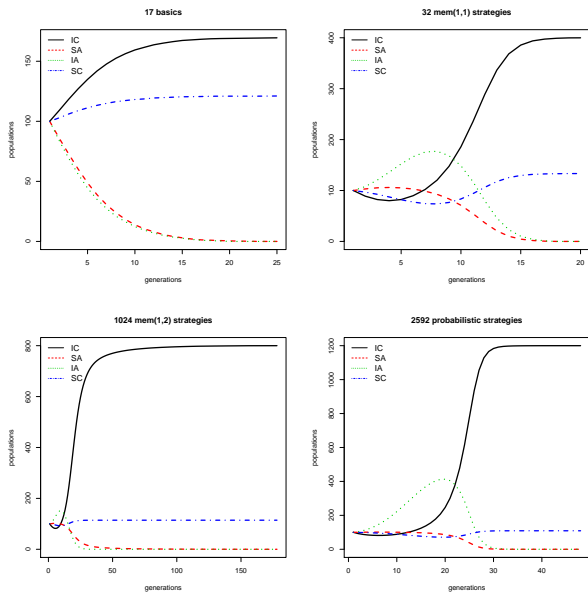 17 basics
IC
SA
IA
SC
populations
0
50
100
150
5
10
15
20
25
generations
32 mem(1,1) strategies
IC
SA
IA
SC
populations
0
100
200
300
400
5
10
15
20
generations
1024 mem(1,2) strategies
IC
SA
IA
SC
populations
0
200
400
600
800
0
50
100
150
generations
2592 probabilistic strategies
IC
SA
IA
SC
populations
0
200
400
600
800
1000
1200
0
10
20
30
40
generations